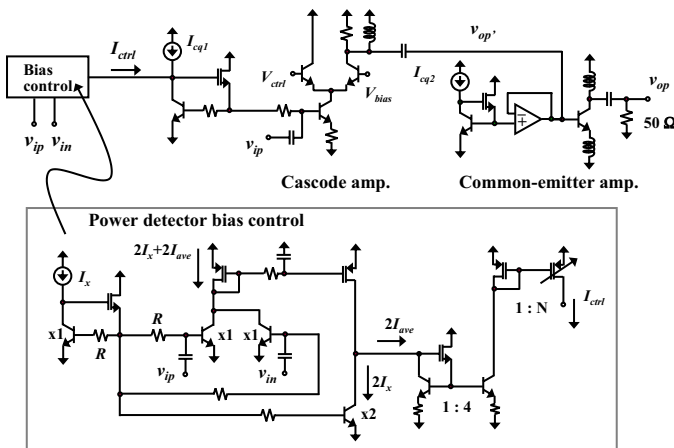 I_ctrl
I_cq1
Bias
control
v_ip v_in
V_ctrl
V_bias
v_ip
v_op'
I_cq2
v_op
50 Ω
Cascode amp.
Common-emitter amp.
Power detector bias control
2I_x+2I_ave
I_x
x1
R
R
x1
x1
v_ip
v_in
2I_ave
2I_x
x2
1 : 4
1 : N
I_ctrl